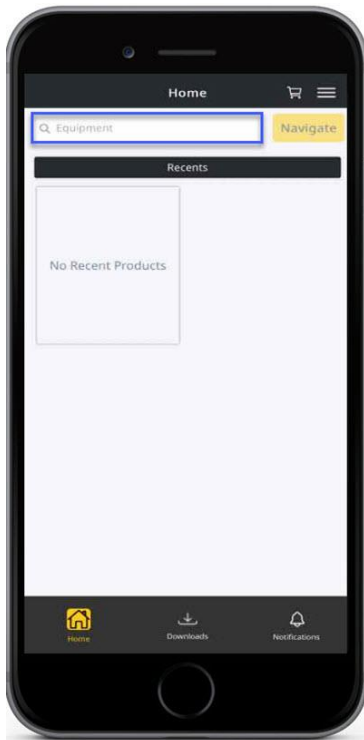 Home
Equipment
Navigate
Recents
No Recent Products
Home
Downloads
Notifications